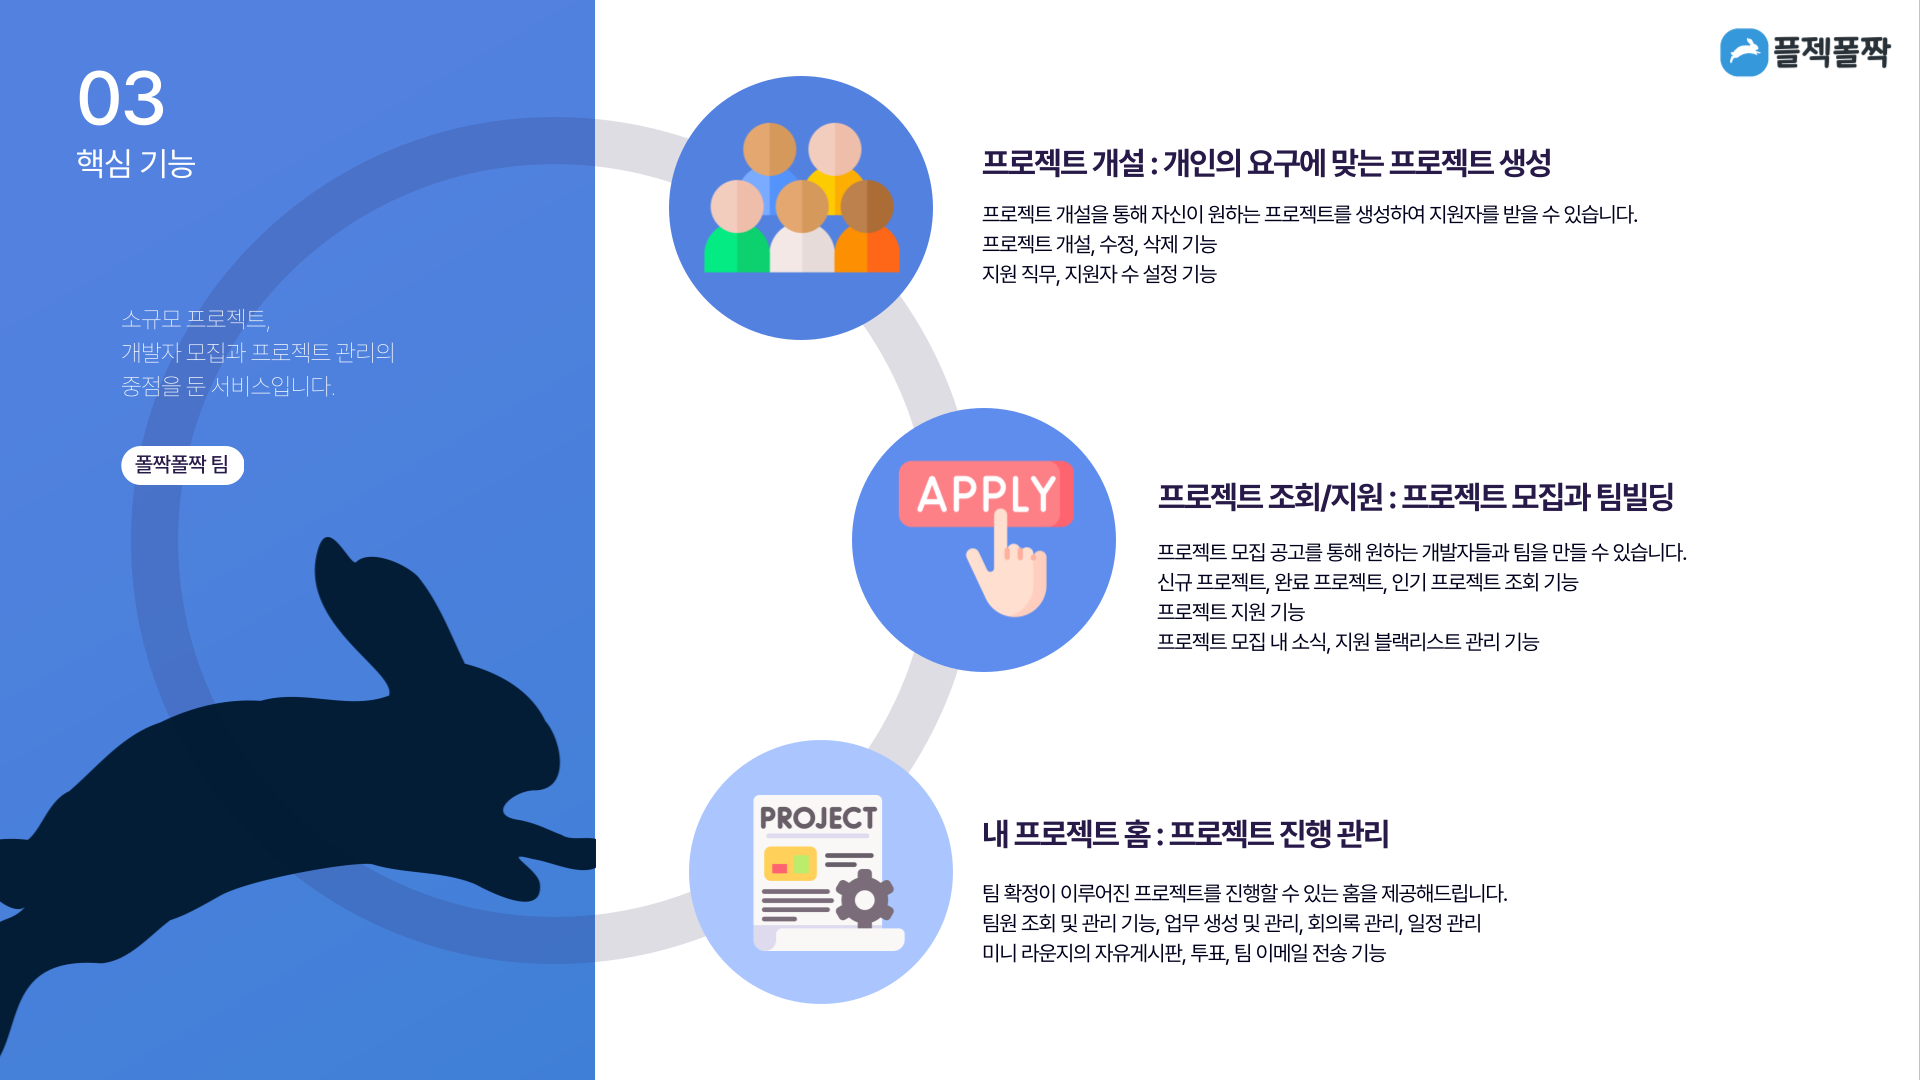 03
핵심 기능
소규모 프로젝트,
개발자 모집과 프로젝트 관리의
중점을 둔 서비스입니다.
폴짝폴짝 팀
플젝폴짝
프로젝트 개설 : 개인의 요구에 맞는 프로젝트 생성
프로젝트 개설을 통해 자신이 원하는 프로젝트를 생성하여 지원자를 받을 수 있습니다.
프로젝트 개설, 수정, 삭제 기능
지원 직무, 지원자 수 설정 기능
APPLY
프로젝트 조회/지원 : 프로젝트 모집과 팀빌딩
프로젝트 모집 공고를 통해 원하는 개발자들과 팀을 만들 수 있습니다.
신규 프로젝트, 완료 프로젝트, 인기 프로젝트 조회 기능
프로젝트 지원 기능
프로젝트 모집 내 소식, 지원 블랙리스트 관리 기능
PROJECT
내 프로젝트 홈 : 프로젝트 진행 관리
팀 확정이 이루어진 프로젝트를 진행할 수 있는 홈을 제공해드립니다.
팀원 조회 및 관리 기능, 업무 생성 및 관리, 회의록 관리, 일정 관리
미니 라운지의 자유게시판, 투표, 팀 이메일 전송 기능